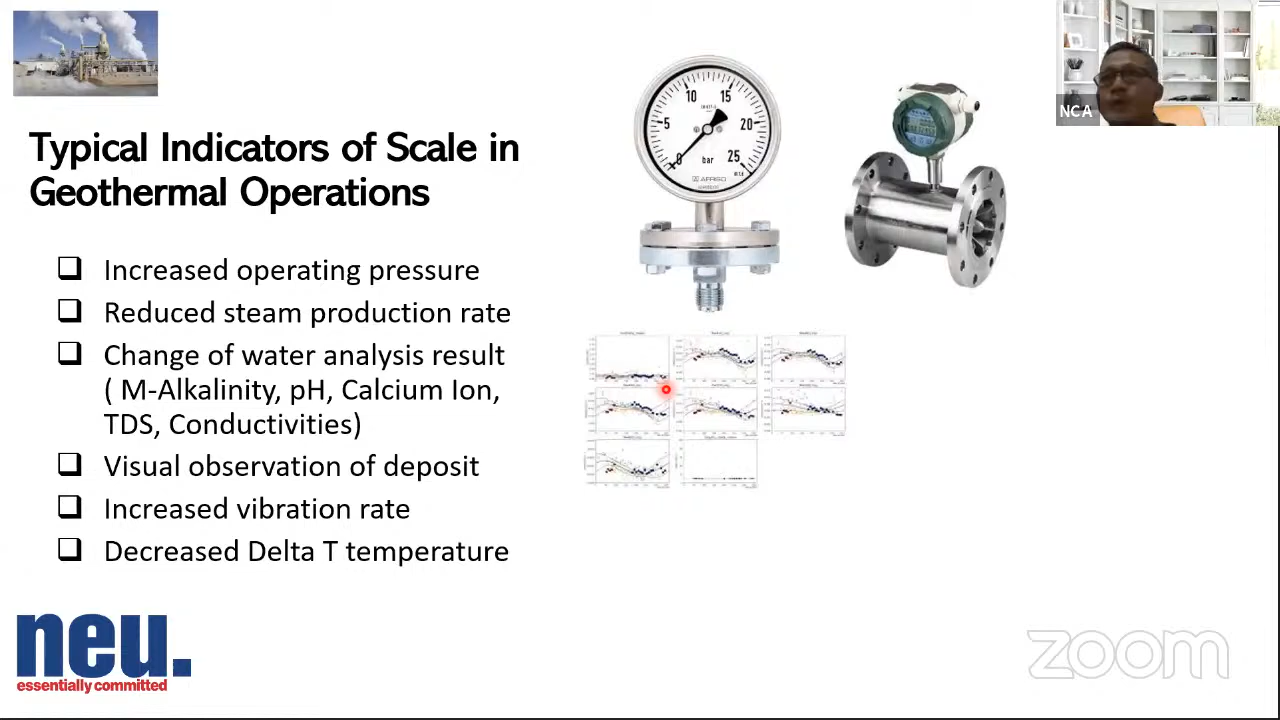 Typical Indicators of Scale in
Geothermal Operations
Increased operating pressure
Reduced steam production rate
Change of water analysis result
( M-Alkalinity, pH, Calcium Ion,
TDS, Conductivities)
Visual observation of deposit
Increased vibration rate
Decreased Delta T temperature
neu.
essentially committed
0
5
10
15
20
25
bar
AFRISO
NCA
zoom